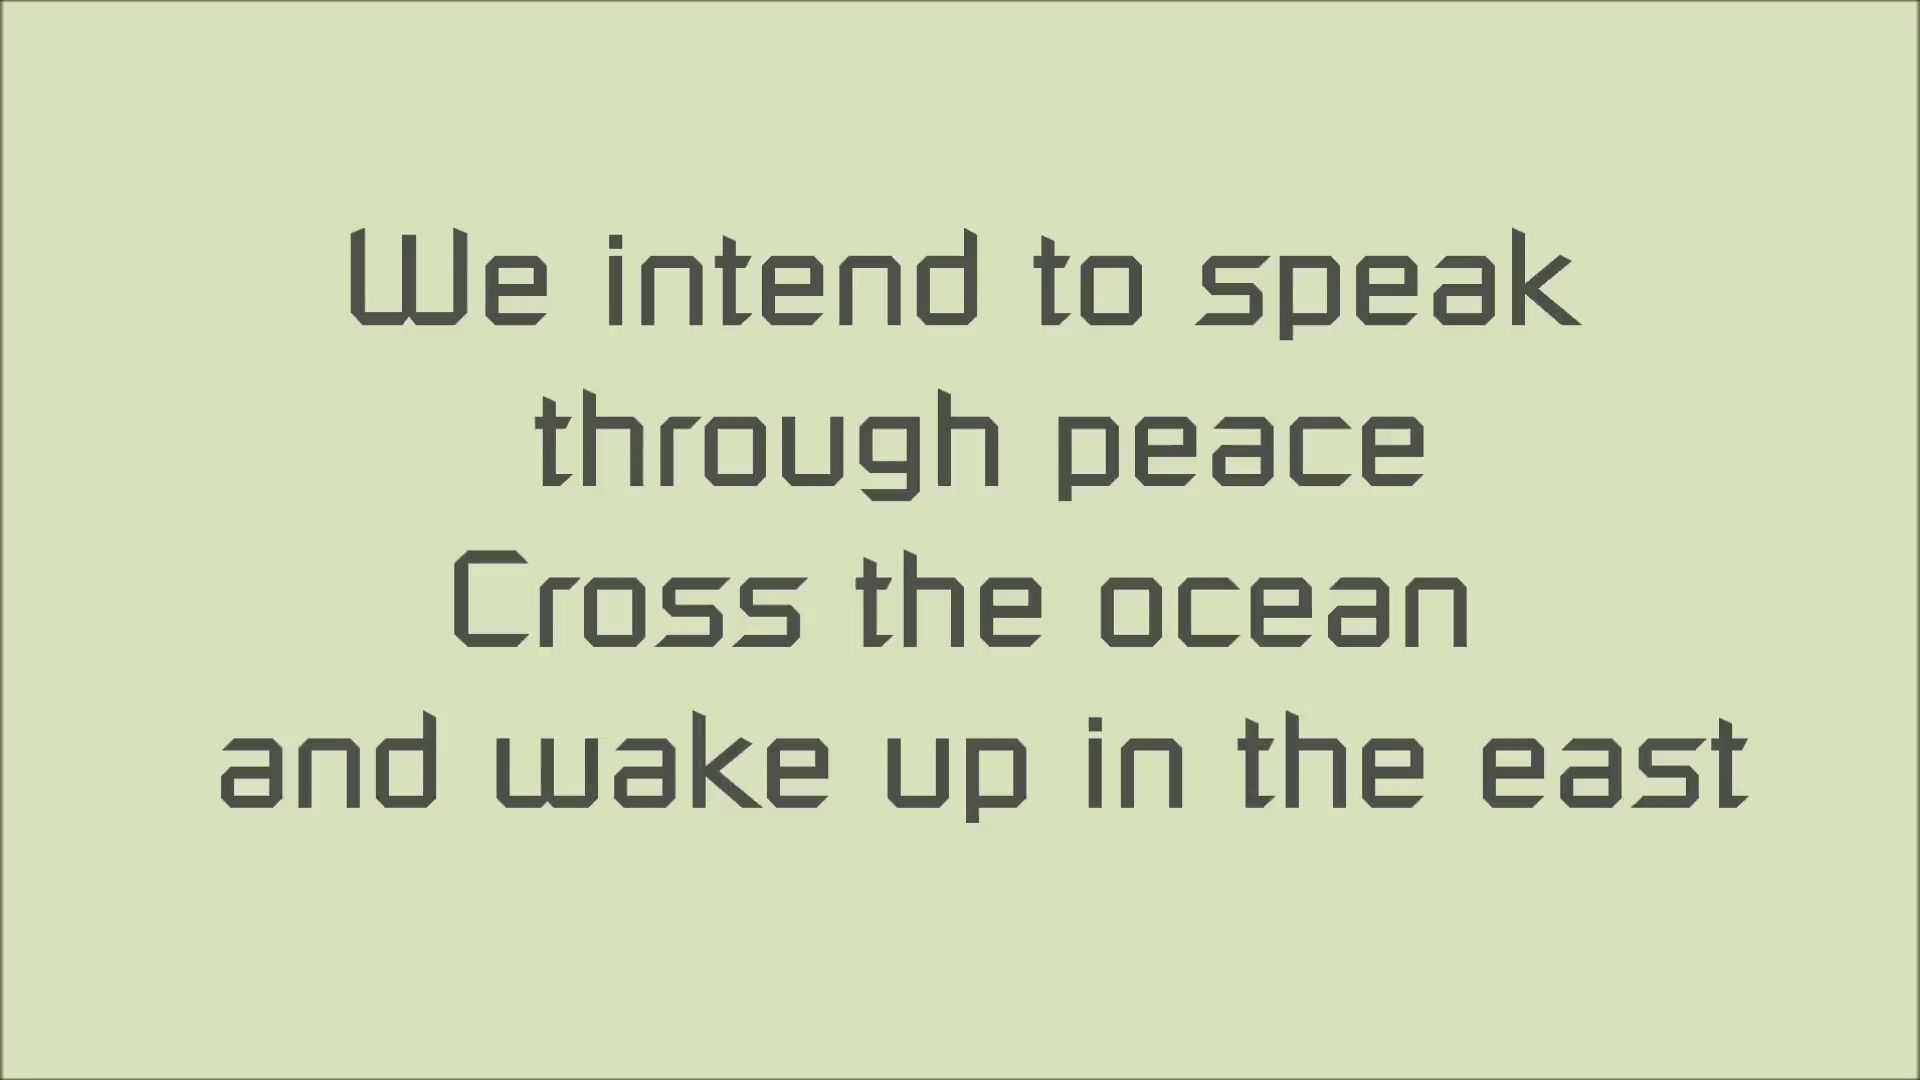 We intend to speak
through peace
Cross the ocean
and wake up in the east